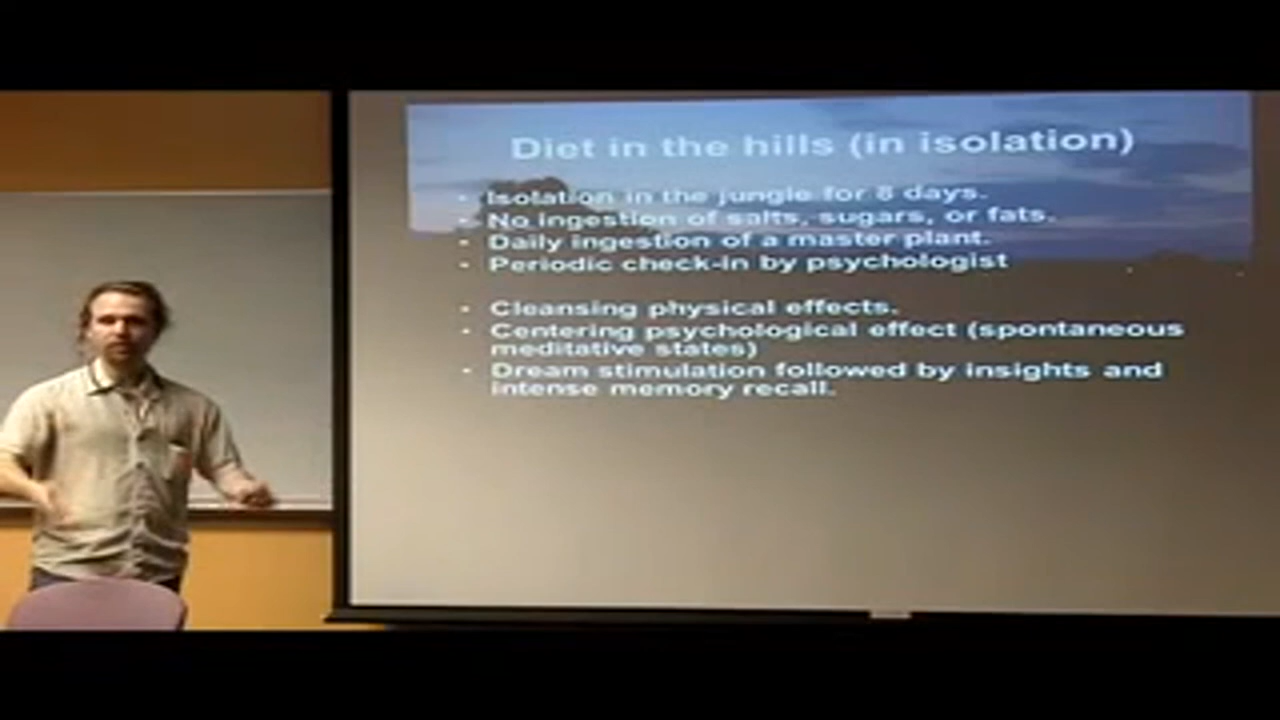 Diet in the hills (in isolation)
- Isolation in the jungle for 8 days.
- No ingestion of salts, sugars, or fats.
- Daily ingestion of a master plant.
- Periodic check-in by psychologist
- Cleansing physical effects.
- Centering psychological effect (spontaneous
meditative states)
- Dream stimulation followed by insights and
intense memory recall.